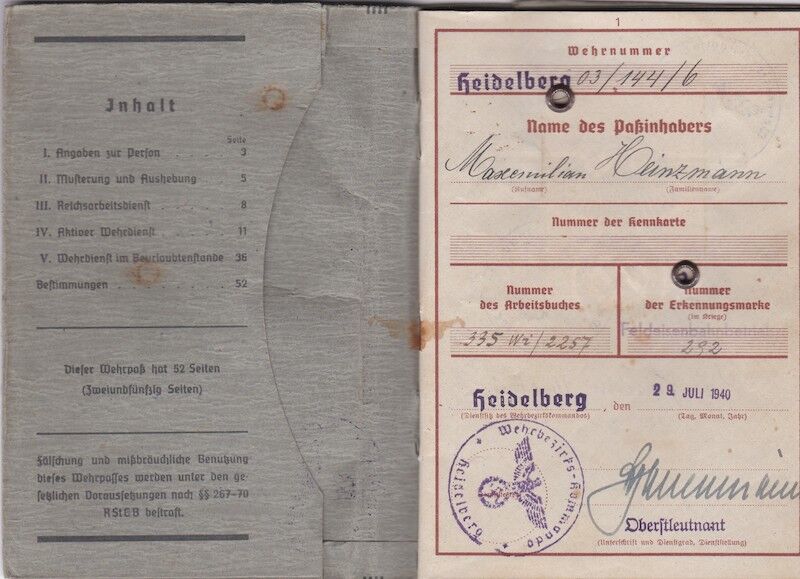 Inhalt
Seite
I. Angaben zur Person . . . . 3
II. Musterung und Aushebung 5
III. Reichsarbeitsdienst . . . . 8
IV. Aktiver Wehrdienst . . . . 11
V. Wehrdienst im Beurlaubtenstande 36
Bestimmungen . . . . 52
Dieser Wehrpaß hat 52 Seiten
(Zweiundfünfzig Seiten)
Fälschung und mißbräuchliche Benutzung
dieses Wehrpasses werden unter den ge-
setzlichen Voraussetzungen nach §§ 267-70
RStGB bestraft.
1
Wehrnummer
Heidelberg 03/144/6
Name des Paßinhabers
Maxemilian Heinzmann
(Rufname) (Familienname)
Nummer der Kennkarte
Nummer
des Arbeitsbuches
335 Wi/2257
Nummer
der Erkennungsmarke
(im Kriege)
292
Heidelberg, den 29. JULI 1940
(Dienstsitz des Wehrbezirkskommandos) (Tag, Monat, Jahr)
Wehrbezirks-Kommando
Heidelberg
Oberstleutnant
(Unterschrift und Dienstgrad, Dienststellung)